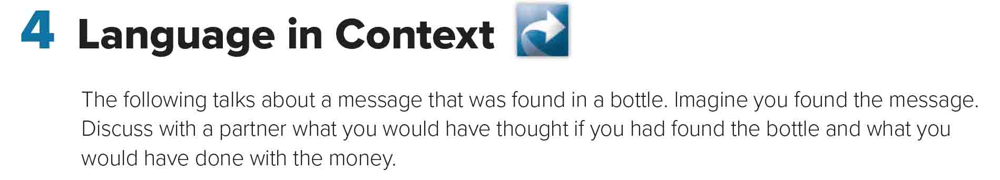 4 Language in Context
The following talks about a message that was found in a bottle. Imagine you found the message.
Discuss with a partner what you would have thought if you had found the bottle and what you
would have done with the money.